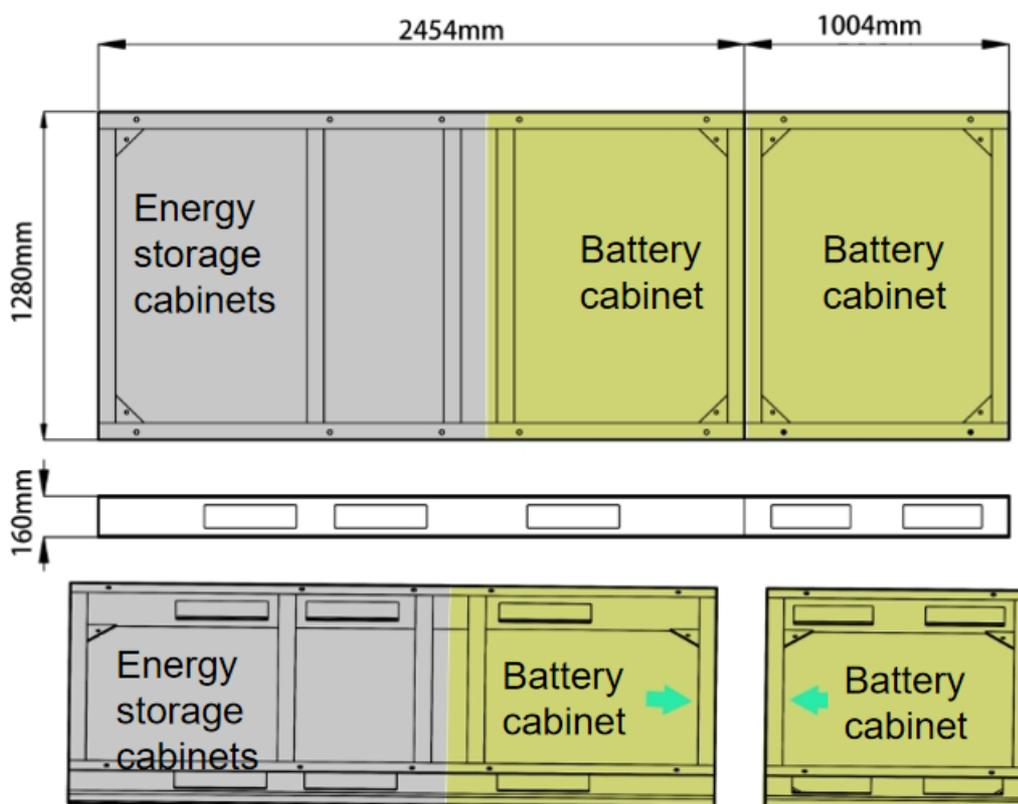 2454mm
1004mm
1280mm
Energy
storage
cabinets
Battery
cabinet
Battery
cabinet
160mm
Energy
storage
cabinets
Battery
cabinet
Battery
cabinet